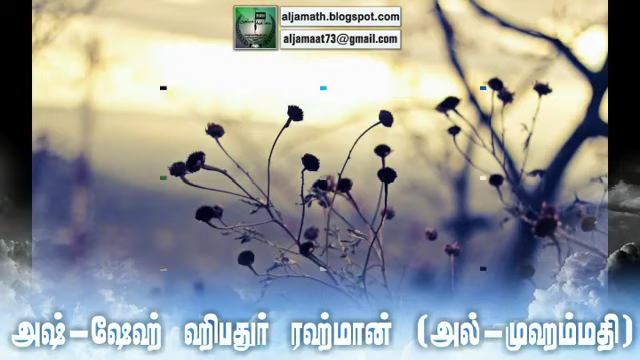 aljamath.blogspot.com
aljamaat73@gmail.com
அஷ்-ஷேஹ் ஹிபதுர் ரஹ்மான் (அல்-முஹம்மதி)